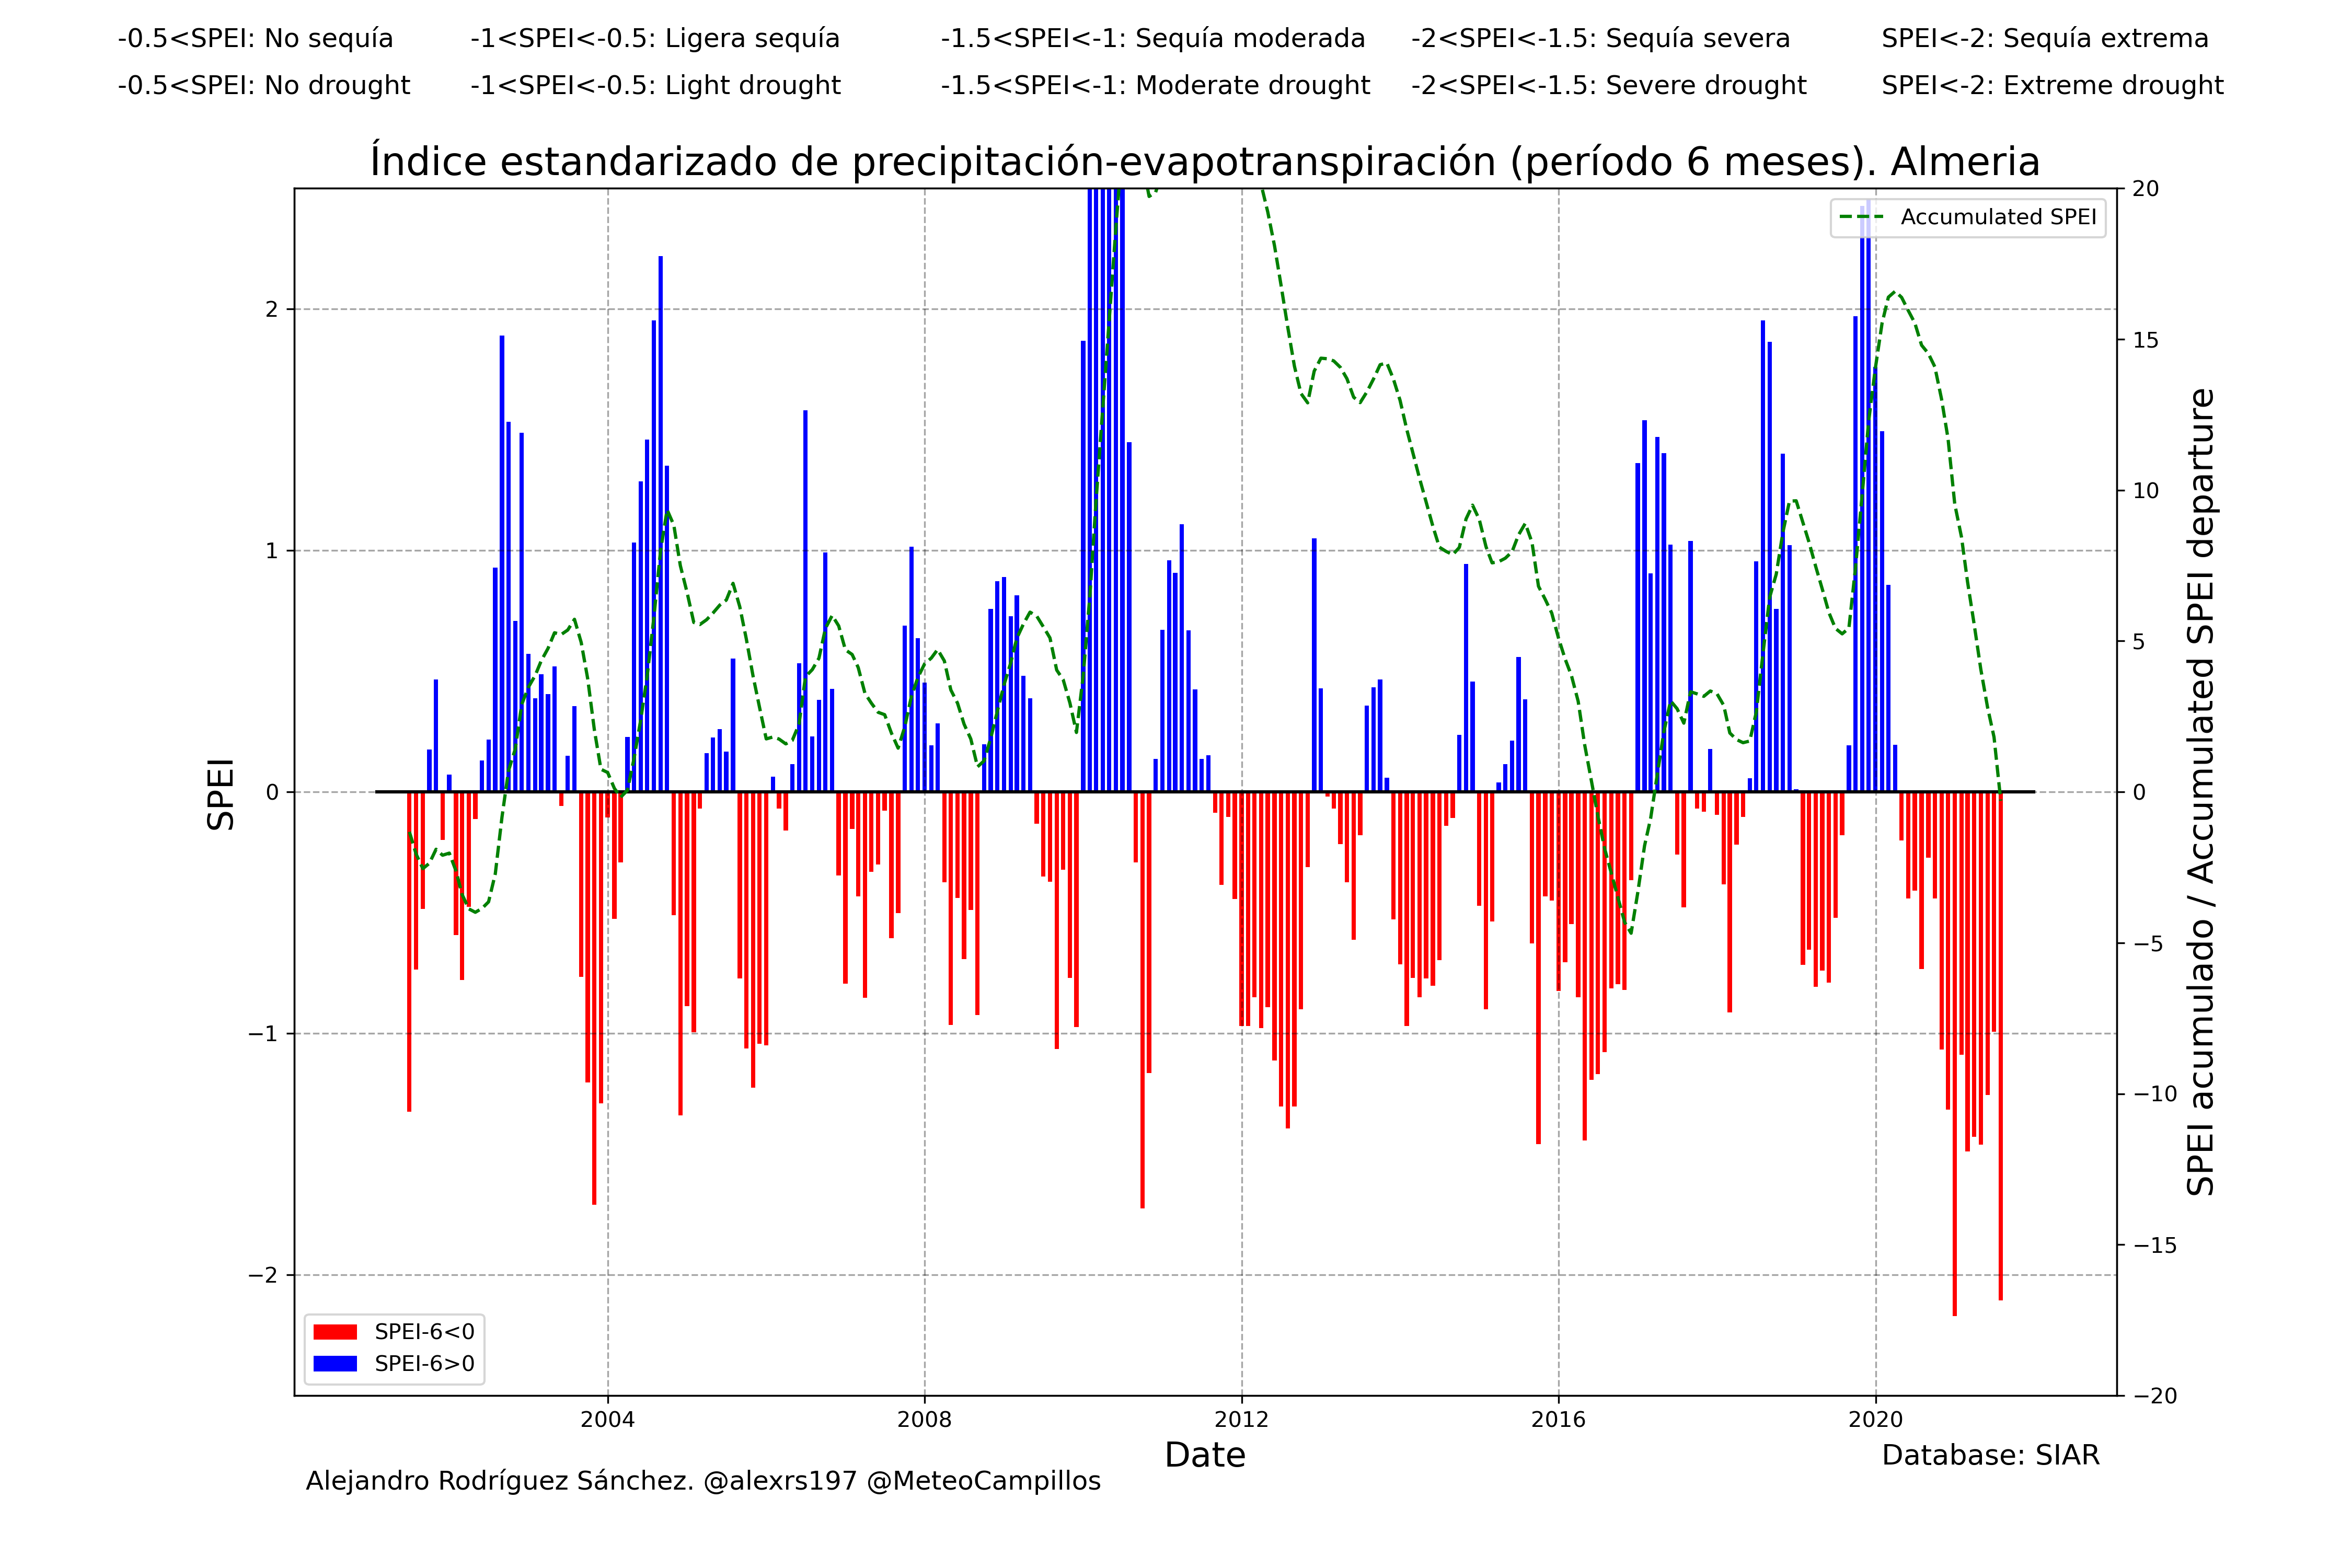 -0.5<SPEI: No sequía -1<SPEI<-0.5: Ligera sequía -1.5<SPEI<-1: Sequía moderada -2<SPEI<-1.5: Sequía severa SPEI<-2: Sequía extrema
-0.5<SPEI: No drought -1<SPEI<-0.5: Light drought -1.5<SPEI<-1: Moderate drought -2<SPEI<-1.5: Severe drought SPEI<-2: Extreme drought
Índice estandarizado de precipitación-evapotranspiración (período 6 meses). Almeria
Accumulated SPEI
SPEI
2
1
0
−1
−2
20
15
10
5
0
−5
−10
−15
−20
SPEI acumulado / Accumulated SPEI departure
SPEI-6<0
SPEI-6>0
2004 2008 2012 2016 2020
Date
Database: SIAR
Alejandro Rodríguez Sánchez. @alexrs197 @MeteoCampillos